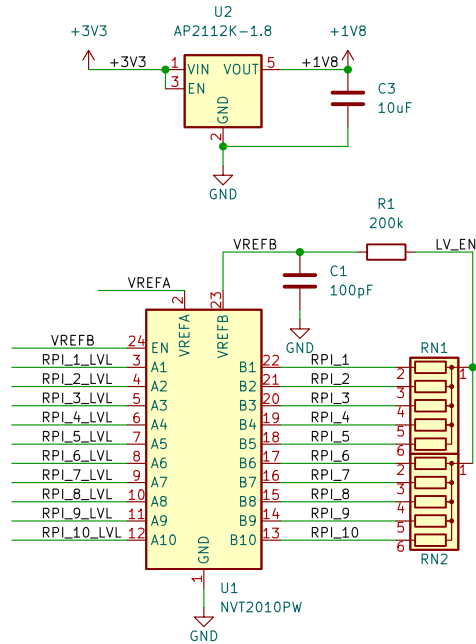 U2
AP2112K-1.8
+3V3
+3V3
1 VIN
VOUT 5
+1V8
+1V8
3 EN
GND
2
GND
C3
10uF
R1
200k
VREFB
LV_EN
C1
100pF
GND
VREFA
2
23
VREFA
VREFB
VREFB 24 EN
RPI_1_LVL 3 A1 B1 22 RPI_1
RPI_2_LVL 4 A2 B2 21 RPI_2
RPI_3_LVL 5 A3 B3 20 RPI_3
RPI_4_LVL 6 A4 B4 19 RPI_4
RPI_5_LVL 7 A5 B5 18 RPI_5
RPI_6_LVL 8 A6 B6 17 RPI_6
RPI_7_LVL 9 A7 B7 16 RPI_7
RPI_8_LVL 10 A8 B8 15 RPI_8
RPI_9_LVL 11 A9 B9 14 RPI_9
RPI_10_LVL 12 A10 B10 13 RPI_10
RN1
2 1
3
4
5
6
2 1
3
4
5
6
RN2
GND
1
U1
NVT2010PW
GND